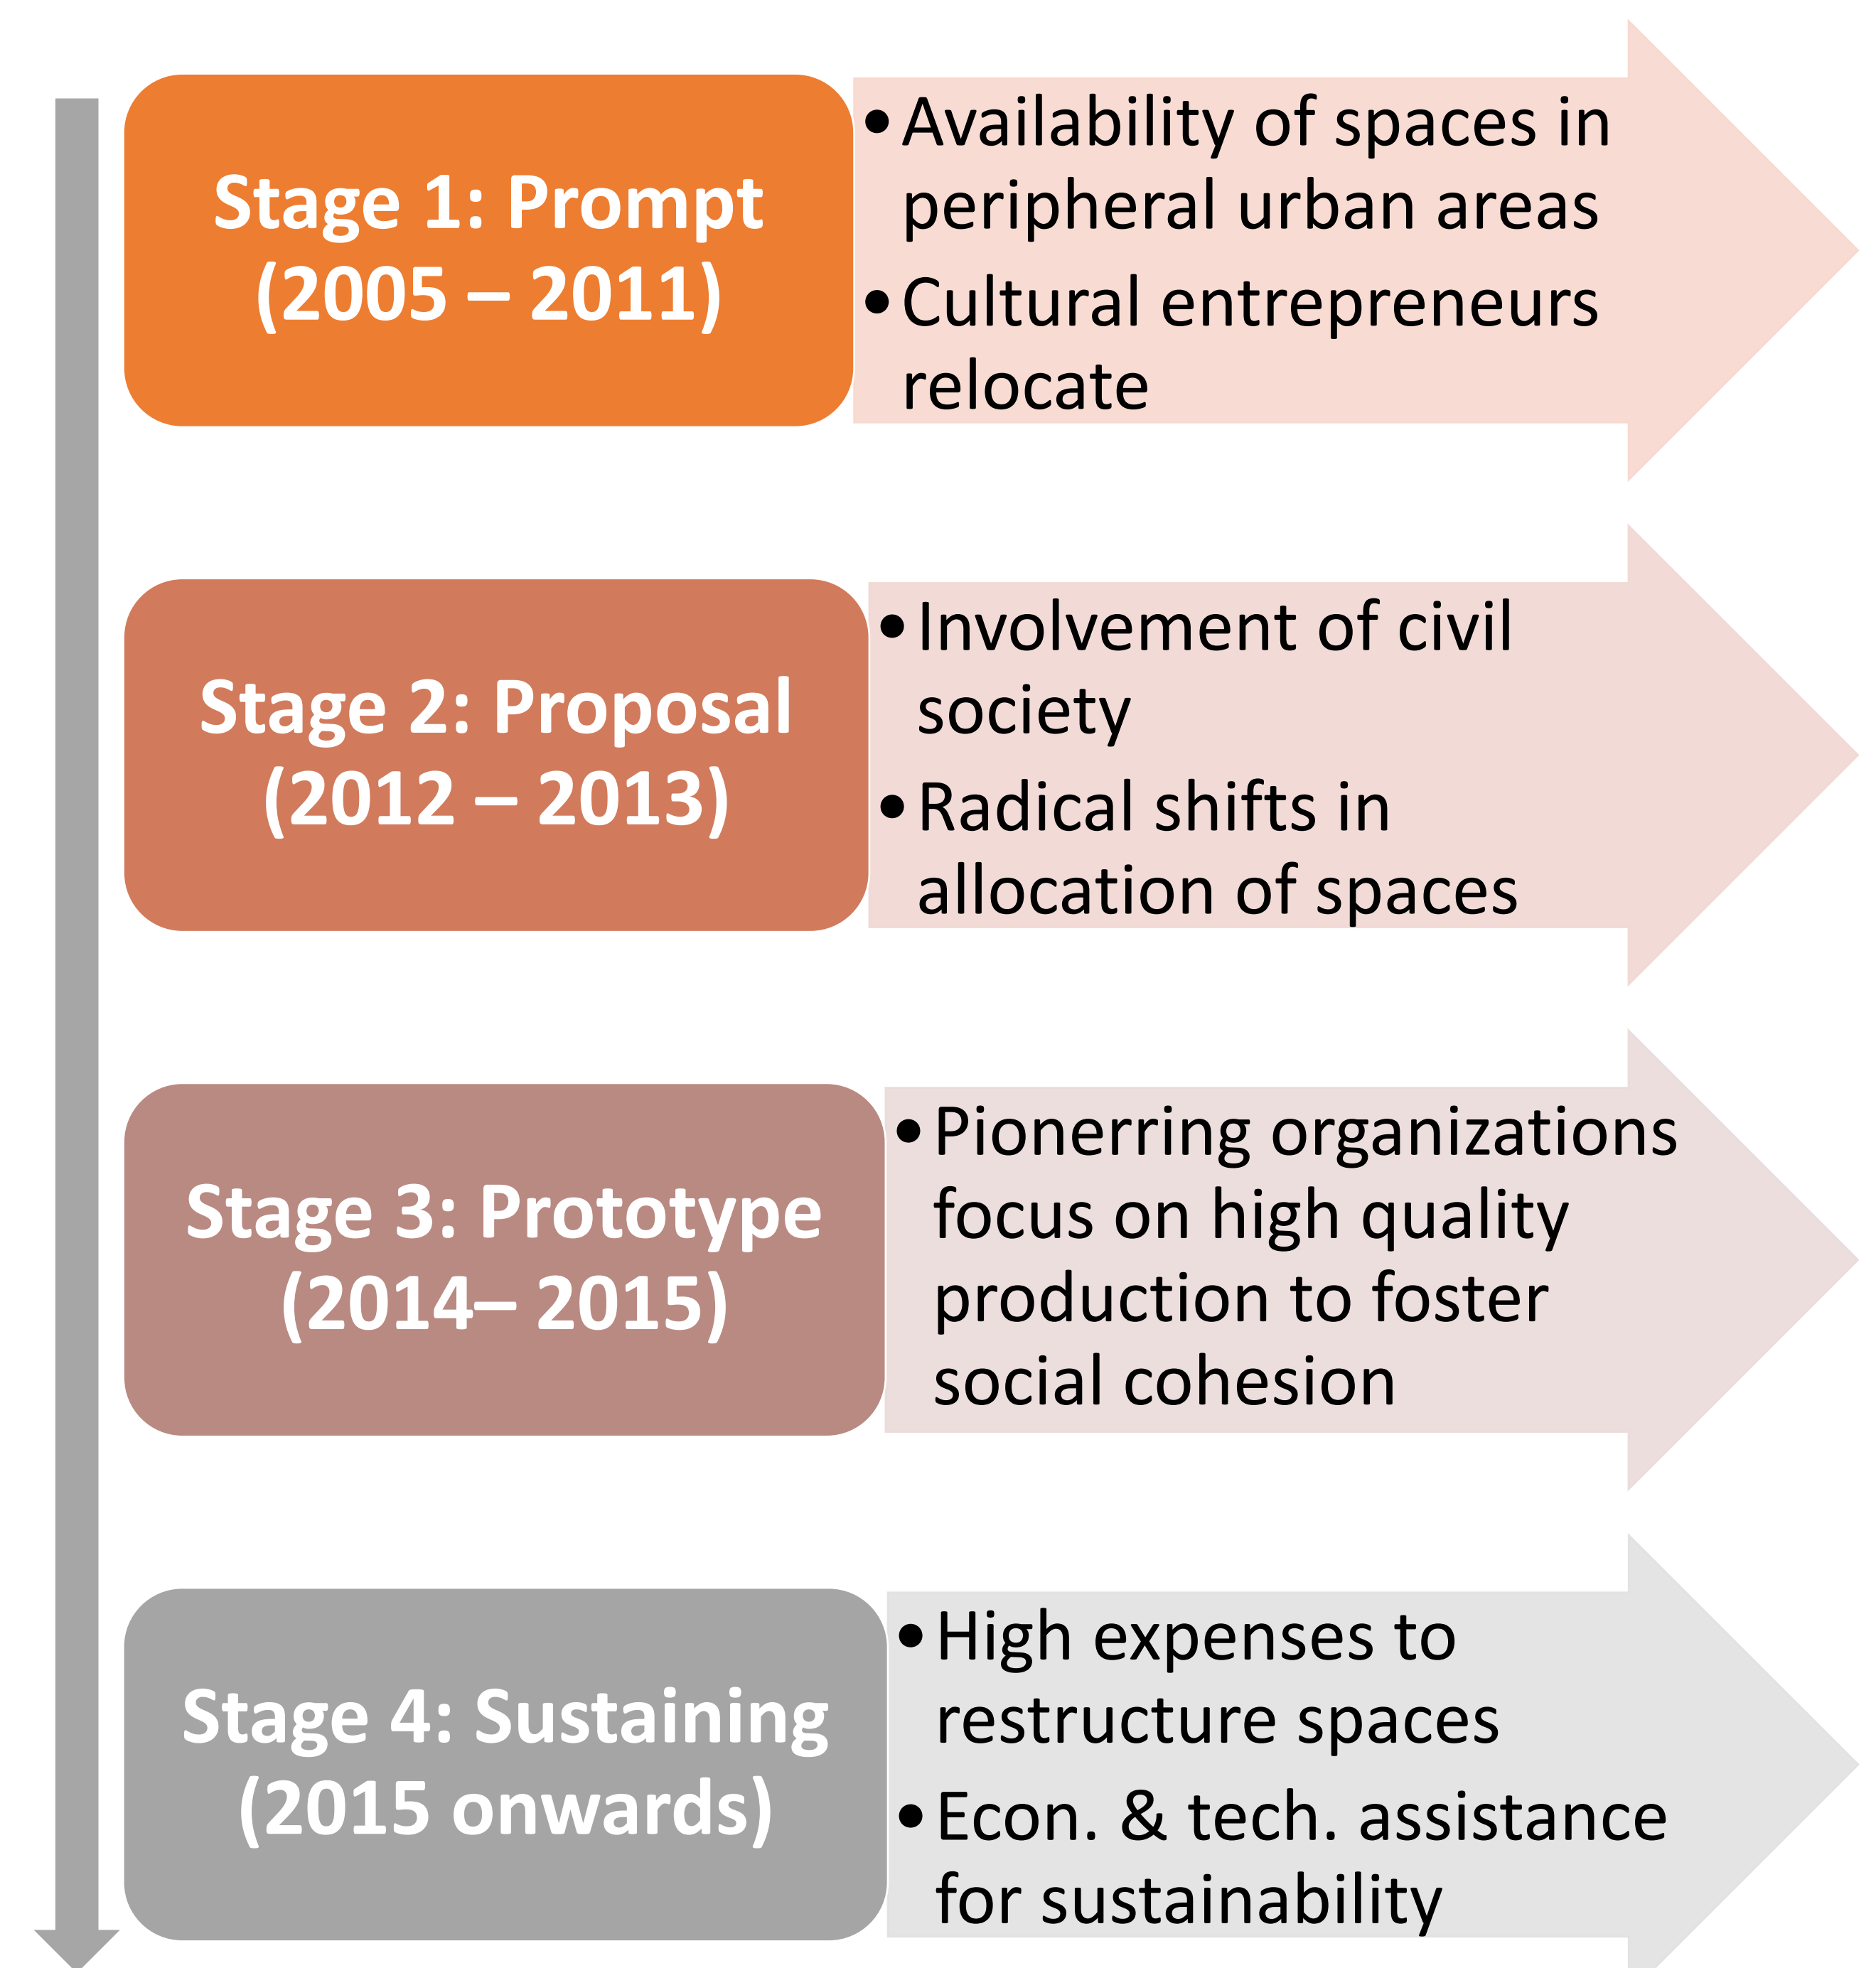 Stage 1: Prompt
(2005 – 2011)
• Availability of spaces in
peripheral urban areas
• Cultural entrepreneurs
relocate
Stage 2: Proposal
(2012 – 2013)
• Involvement of civil
society
• Radical shifts in
allocation of spaces
Stage 3: Prototype
(2014– 2015)
• Pionerring organizations
focus on high quality
production to foster
social cohesion
Stage 4: Sustaining
(2015 onwards)
• High expenses to
restructure spaces
• Econ. & tech. assistance
for sustainability